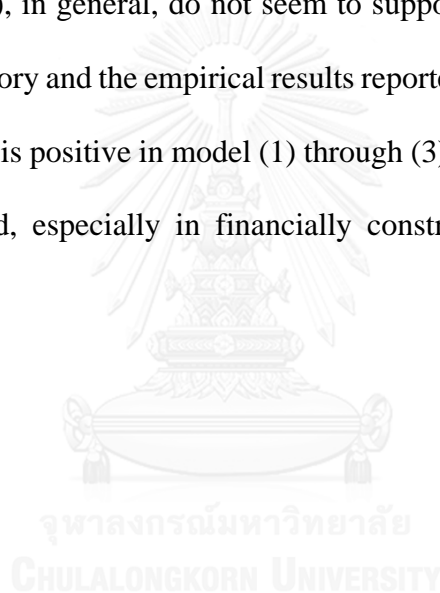 ), in general, do not seem to suppo
ory and the empirical results reporte
is positive in model (1) through (3)
d, especially in financially constr
จุฬาลงกรณ์มหาวิทยาลัย
CHULALONGKORN UNIVERSITY